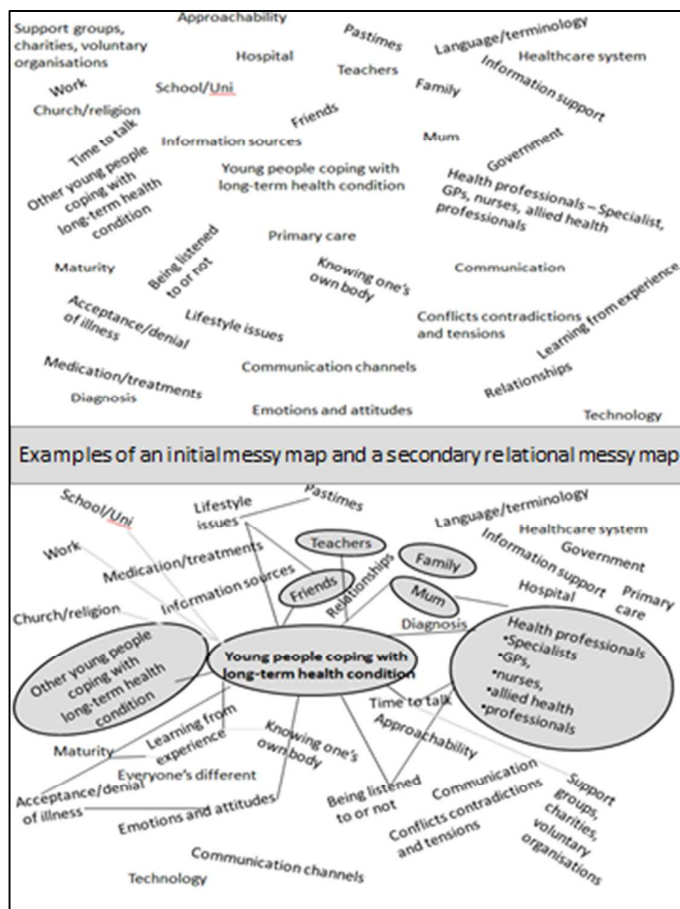 Approachability
Support groups,
charities, voluntary
organisations
Pastimes
Language/terminology
Hospital
Healthcare system
Teachers
Information support
Work
School/Uni
Family
Church/religion
Friends
Time to talk
Information sources
Mum
Government
Other young people
coping with
long-term health
condition
Young people coping with
long-term health condition
Health professionals – Specialist,
GPs, nurses, allied health
professionals
Primary care
Being listened
to or not
Maturity
Knowing one's
own body
Communication
Learning from experience
Acceptance/denial
of illness
Lifestyle issues
Conflicts contradictions
and tensions
Medication/treatments
Communication channels
Relationships
Diagnosis
Emotions and attitudes
Technology
Examples of an initial messy map and a secondary relational messy map
School/Uni
Lifestyle
issues
Pastimes
Language/terminology
Healthcare system
Work
Teachers
Medication/treatments
Family
Information support
Government
Information sources
Friends
Relationships
Mum
Hospital
Primary
care
Church/religion
Diagnosis
Health professionals
•Specialists
•GPs,
•nurses,
•allied health
•professionals
Other young people
coping with
long-term health
condition
Young people coping with
long-term health condition
Time to talk
Approachability
Learning from
experience
Maturity
Knowing one's
own body
Everyone's different
Acceptance/denial
of illness
Emotions and attitudes
Being listened
to or not
Communication
Conflicts contradictions
and tensions
Support
groups,
charities,
voluntary
organisations
Communication channels
Technology